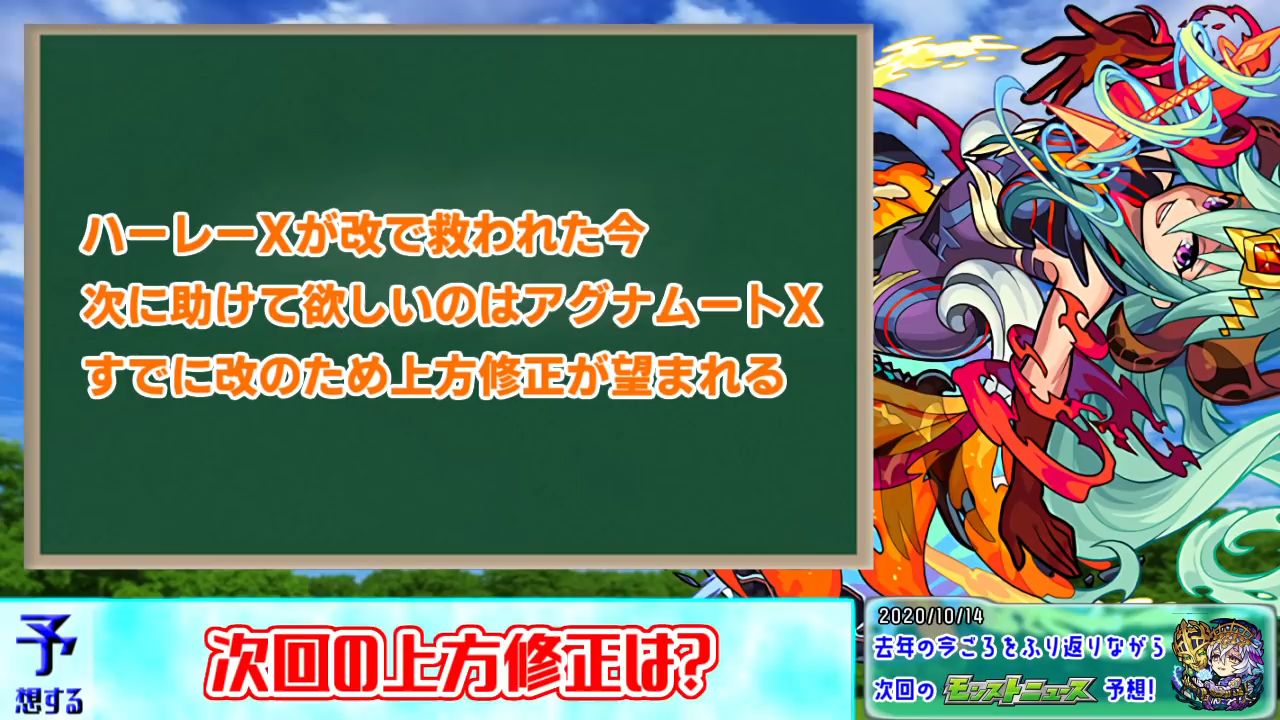 ハーレーXが改で救われた今
次に助けて欲しいのはアグナムートX
すでに改のため上方修正が望まれる
予
想する
次回の上方修正は?
2020/10/14
去年の今ごろをふり返りながら
次回の モンストニュース 予想!